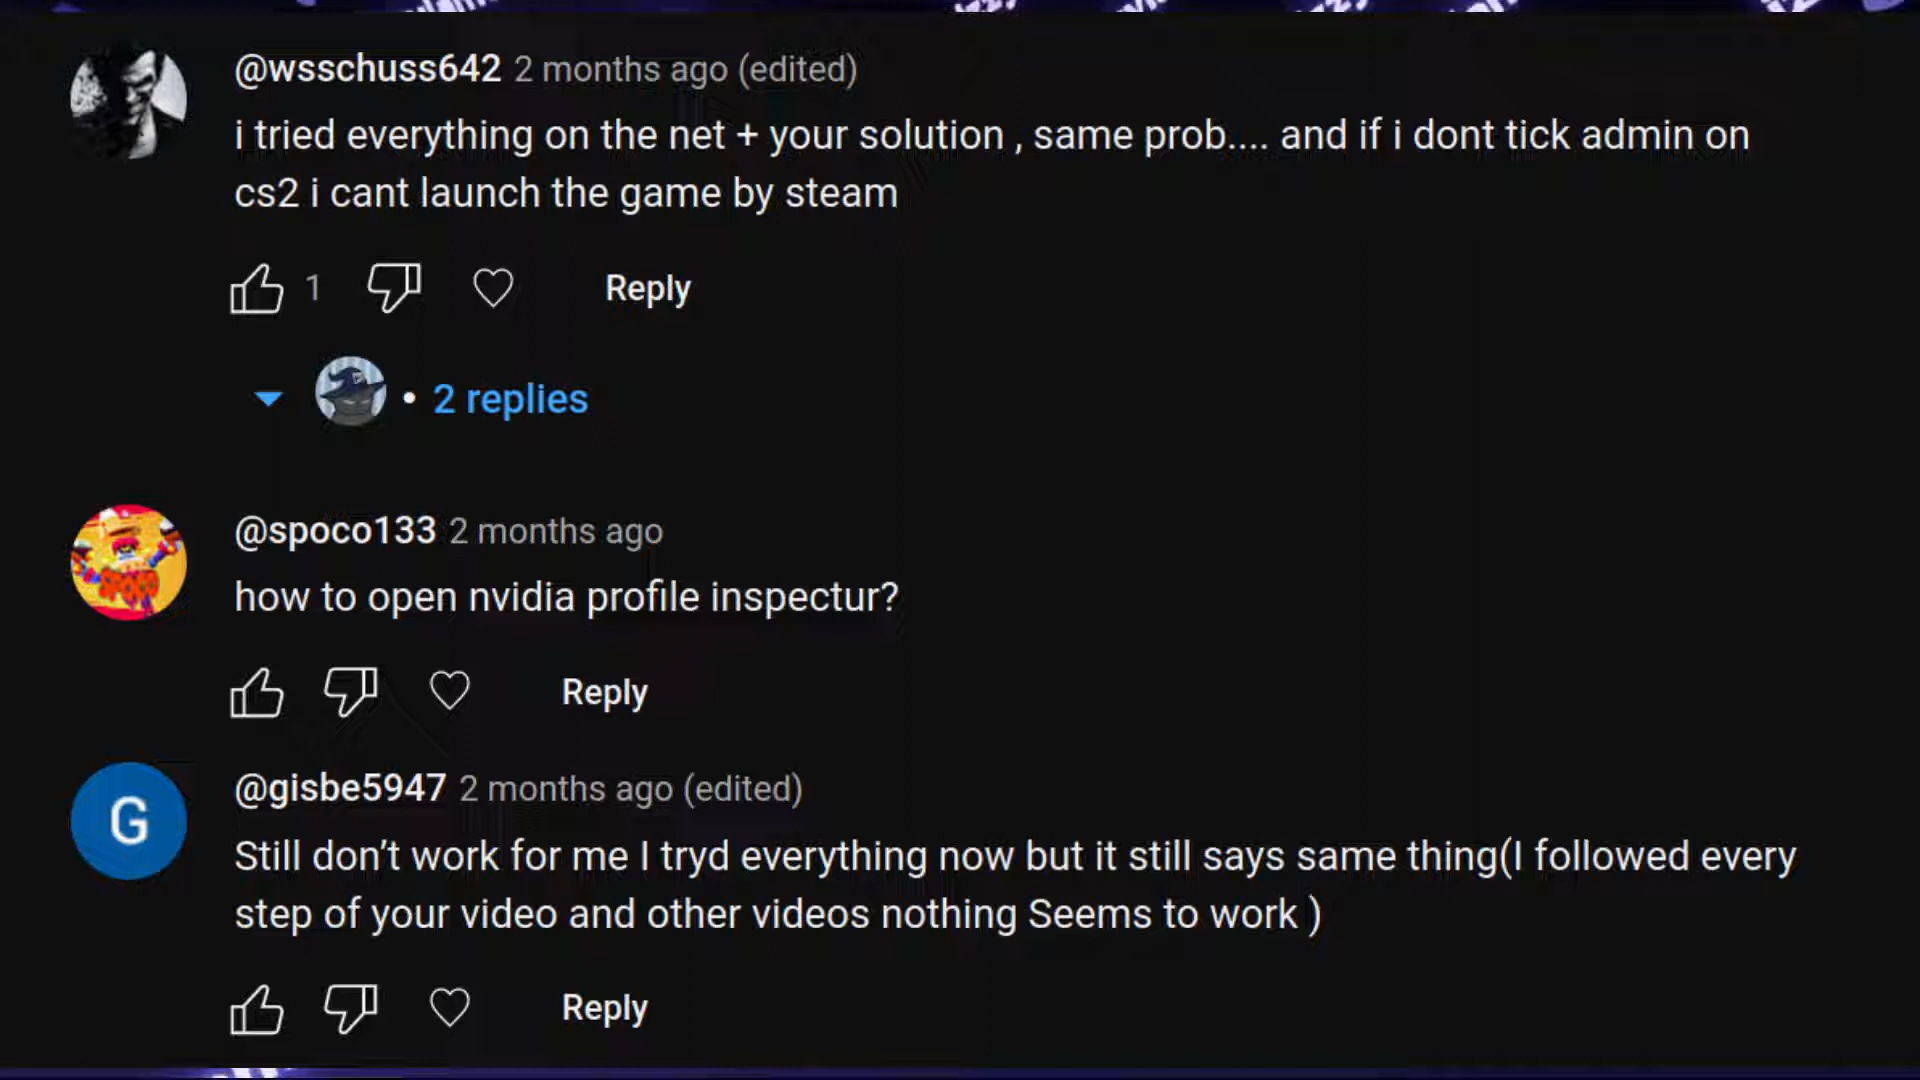 @wsschuss642 2 months ago (edited)
i tried everything on the net + your solution , same prob.... and if i dont tick admin on
cs2 i cant launch the game by steam
1 Reply
• 2 replies
@spoco133 2 months ago
how to open nvidia profile inspectur?
Reply
G
@gisbe5947 2 months ago (edited)
Still don’t work for me I tryd everything now but it still says same thing(I followed every
step of your video and other videos nothing Seems to work )
Reply